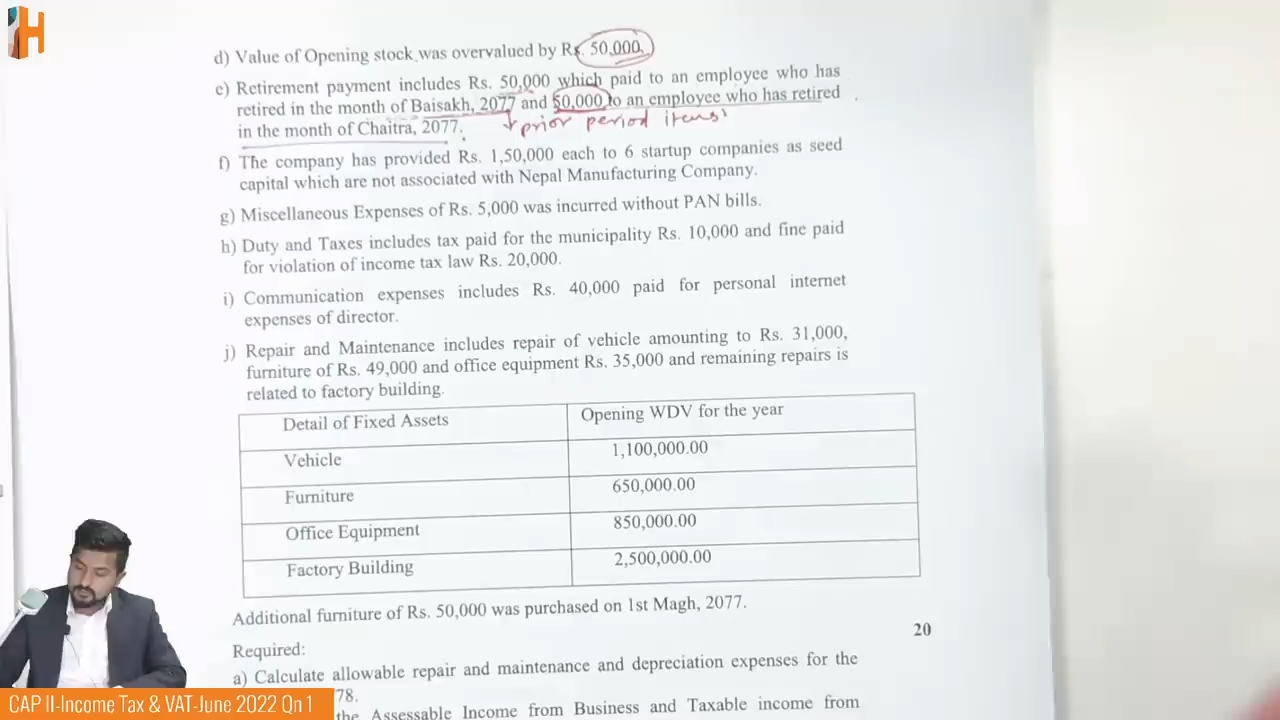 H
d) Value of Opening stock was overvalued by Rs. 50,000.
e) Retirement payment includes Rs. 50,000 which paid to an employee who has
retired in the month of Baisakh, 2077 and 50,000 to an employee who has retired
in the month of Chaitra, 2077.
prior period items
f) The company has provided Rs. 1,50,000 each to 6 startup companies as seed
capital which are not associated with Nepal Manufacturing Company.
g) Miscellaneous Expenses of Rs. 5,000 was incurred without PAN bills.
h) Duty and Taxes includes tax paid for the municipality Rs. 10,000 and fine paid
for violation of income tax law Rs. 20,000.
i) Communication expenses includes Rs. 40,000 paid for personal internet
expenses of director.
j) Repair and Maintenance includes repair of vehicle amounting to Rs. 31,000,
furniture of Rs. 49,000 and office equipment Rs. 35,000 and remaining repairs is
related to factory building.
Detail of Fixed Assets Opening WDV for the year
Vehicle 1,100,000.00
Furniture 650,000.00
Office Equipment 850,000.00
Factory Building 2,500,000.00
Additional furniture of Rs. 50,000 was purchased on 1st Magh, 2077.
20
Required:
a) Calculate allowable repair and maintenance and depreciation expenses for the
78.
the Assessable Income from Business and Taxable income from
CAP II-Income Tax & VAT-June 2022 Qn 1